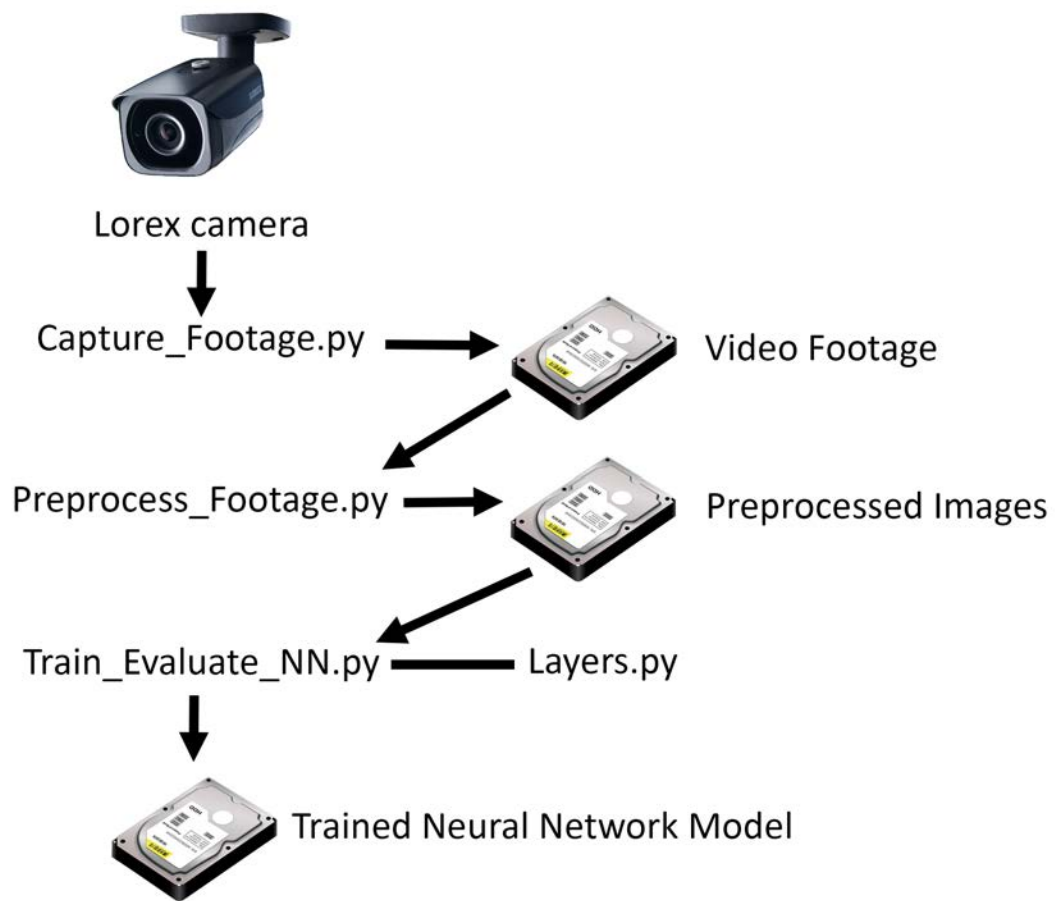 Lorex camera
Capture_Footage.py
Video Footage
Preprocess_Footage.py
Preprocessed Images
Train_Evaluate_NN.py
Layers.py
Trained Neural Network Model